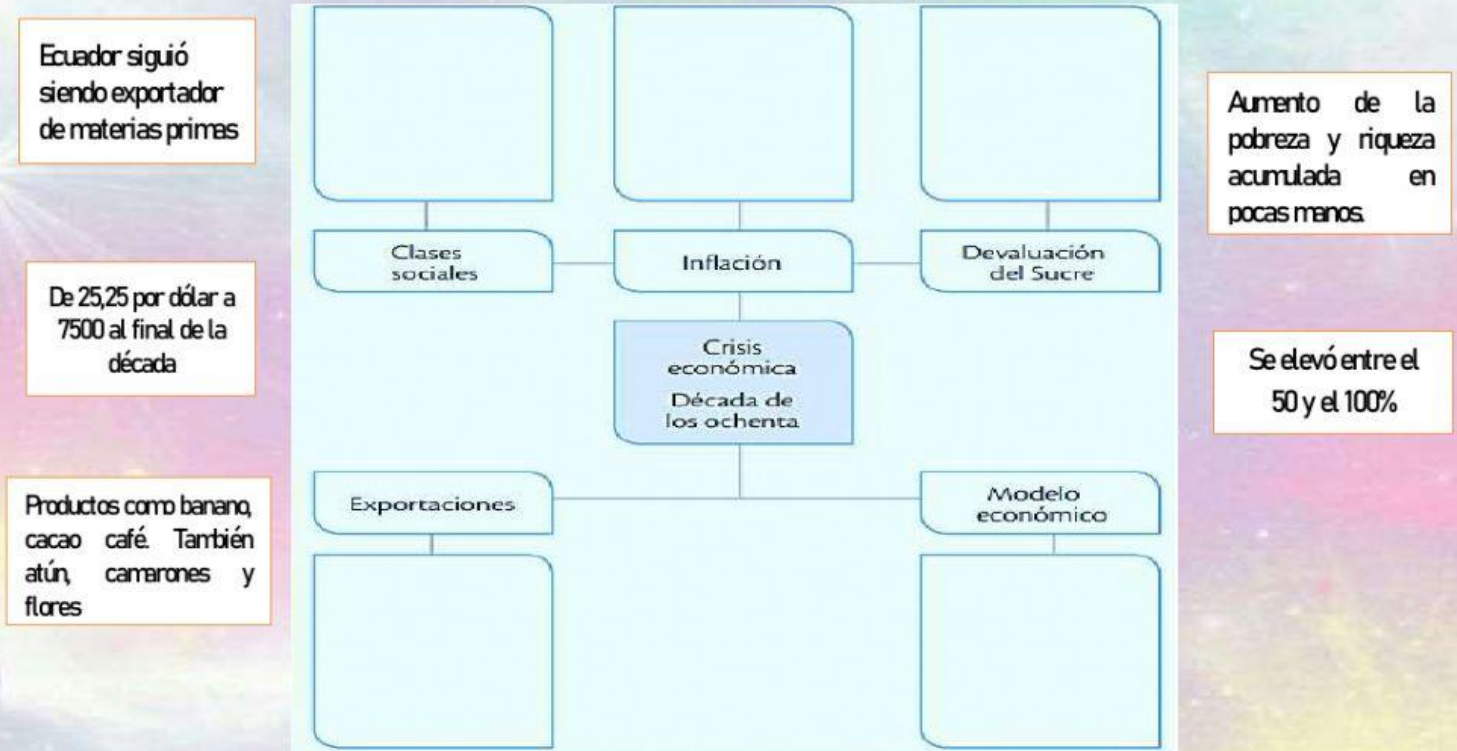 Ecuador siguió
siendo exportador
de materias primas
De 25,25 por dólar a
7500 al final de la
década
Productos como banano,
cacao café. También
atún, camarones y
flores
Clases
sociales
Inflación
Devaluación
del Sucre
Crisis
económica
Década de
los ochenta
Exportaciones
Modelo
económico
Aumento de la
pobreza y riqueza
acumulada en
pocas manos.
Se elevó entre el
50 y el 100%